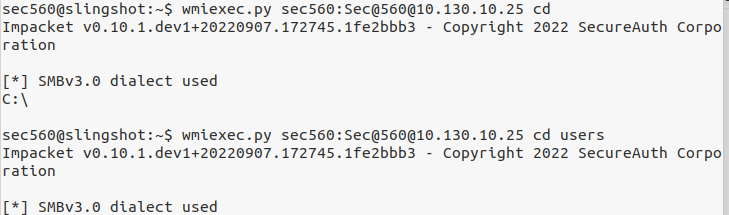 sec560@slingshot:~$ wmiexec.py sec560:Sec@560@10.130.10.25 cd
Impacket v0.10.1.dev1+20220907.172745.1fe2bbb3 - Copyright 2022 SecureAuth Corpo
ration
[*] SMBv3.0 dialect used
C:\
sec560@slingshot:~$ wmiexec.py sec560:Sec@560@10.130.10.25 cd users
Impacket v0.10.1.dev1+20220907.172745.1fe2bbb3 - Copyright 2022 SecureAuth Corpo
ration
[*] SMBv3.0 dialect used